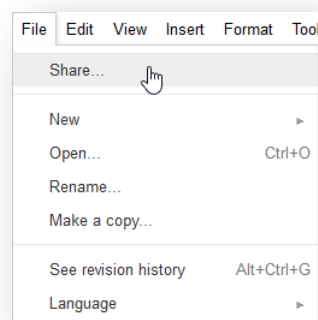 File Edit View Insert Format Tool
Share...
New ►
Open... Ctrl+O
Rename...
Make a copy...
See revision history Alt+Ctrl+G
Language ►